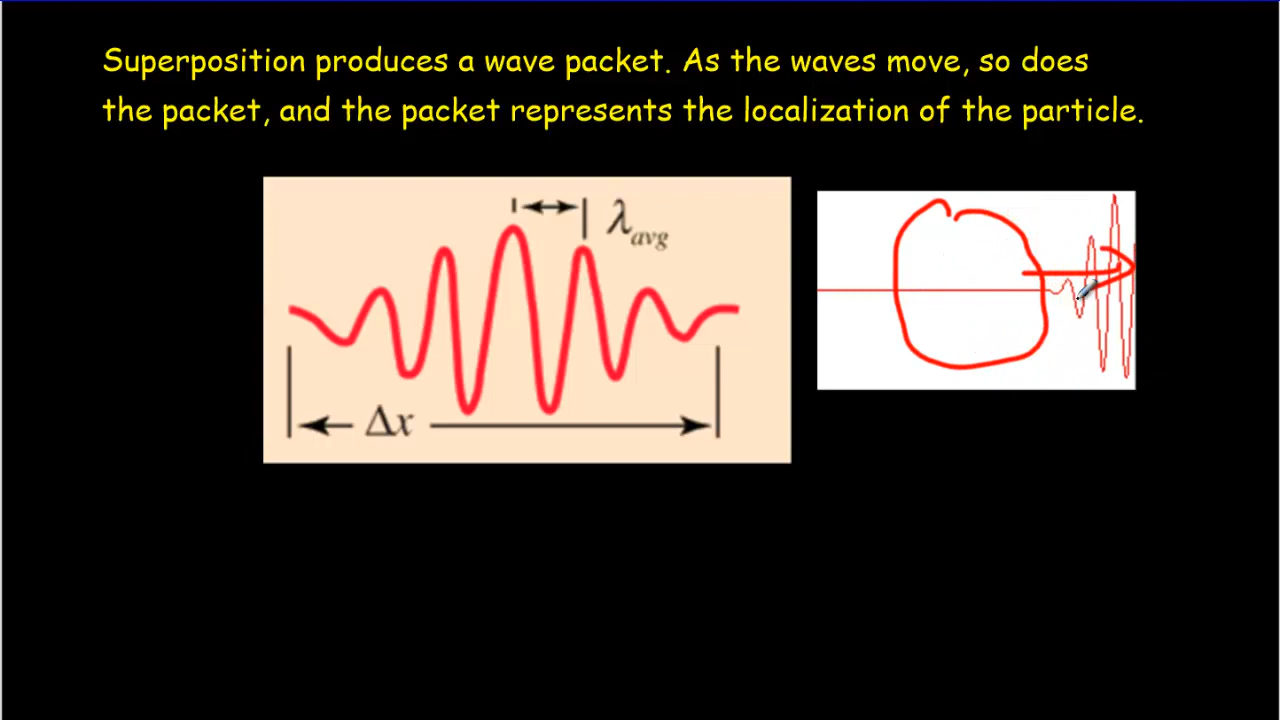 Superposition produces a wave packet. As the waves move, so does
the packet, and the packet represents the localization of the particle.
λavg
Δx